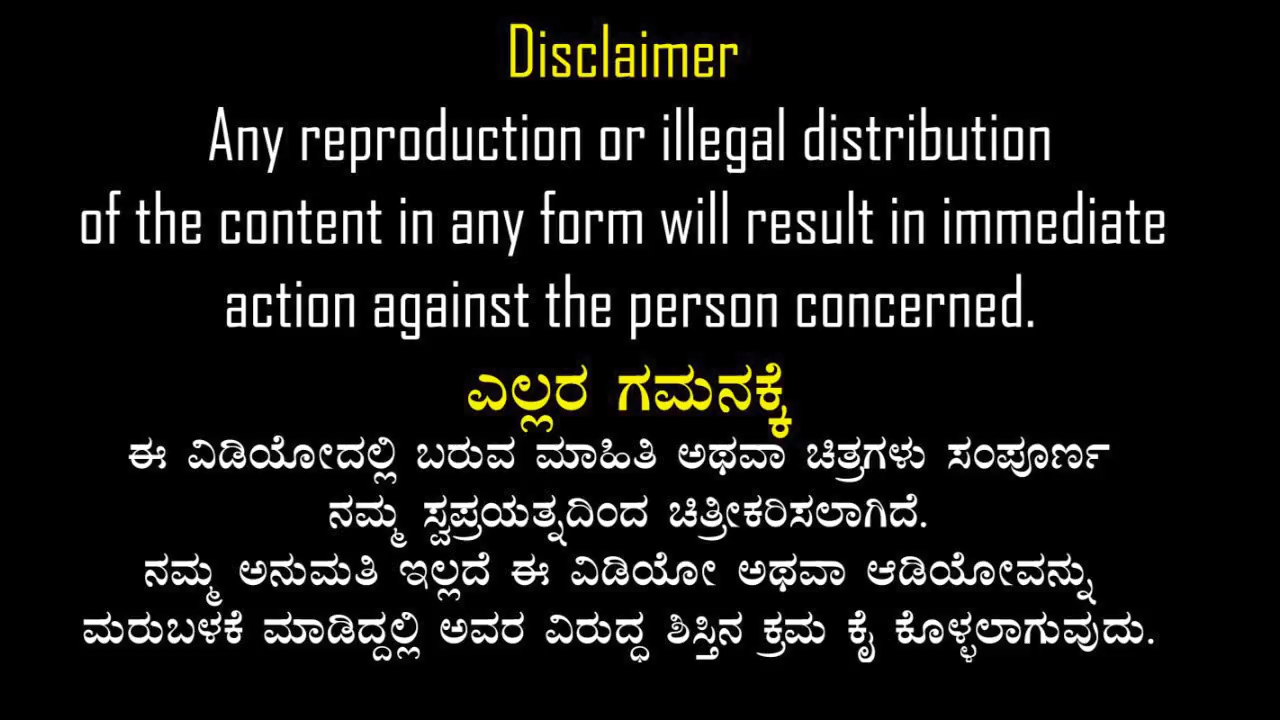 Disclaimer
Any reproduction or illegal distribution
of the content in any form will result in immediate
action against the person concerned.
ಎಲ್ಲರ ಗಮನಕ್ಕೆ
ಈ ವಿಡಿಯೋದಲ್ಲಿ ಬರುವ ಮಾಹಿತಿ ಅಥವಾ ಚಿತ್ರಗಳು ಸಂಪೂರ್ಣ
ನಮ್ಮ ಸ್ವಪ್ರಯತ್ನದಿಂದ ಚಿತ್ರೀಕರಿಸಲಾಗಿದೆ.
ನಮ್ಮ ಅನುಮತಿ ಇಲ್ಲದೆ ಈ ವಿಡಿಯೋ ಅಥವಾ ಆಡಿಯೋವನ್ನು
ಮರುಬಳಕೆ ಮಾಡಿದ್ದಲ್ಲಿ ಅವರ ವಿರುದ್ಧ ಶಿಸ್ತಿನ ಕ್ರಮ ಕೈ ಕೊಳ್ಳಲಾಗುವುದು.